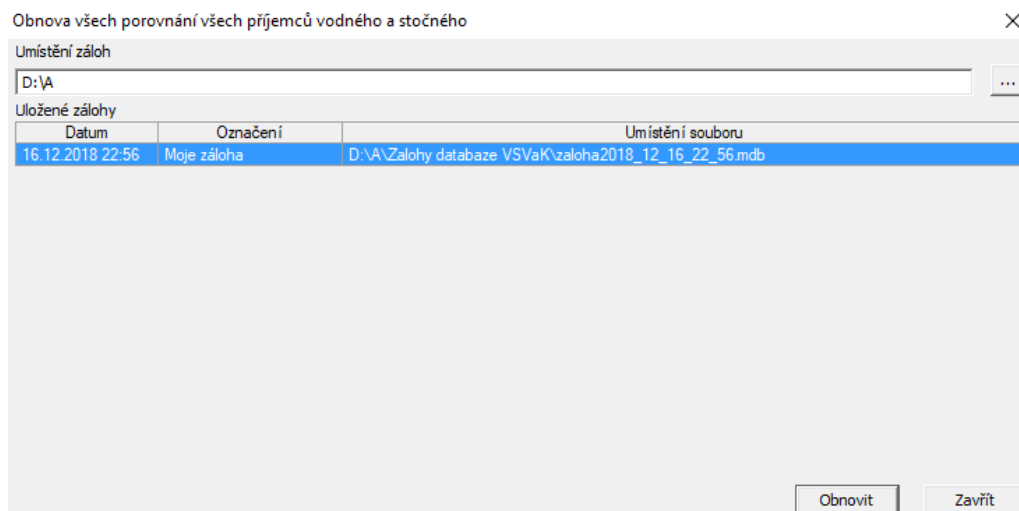 Obnova všech porovnání všech příjemců vodného a stočného
Umístění záloh
D:\A
...
Uložené zálohy
Datum Označení Umístění souboru
16.12.2018 22:56 Moje záloha D:\A\Zalohy databaze VSVaK\zaloha2018_12_16_22_56.mdb
Obnovit Zavřít